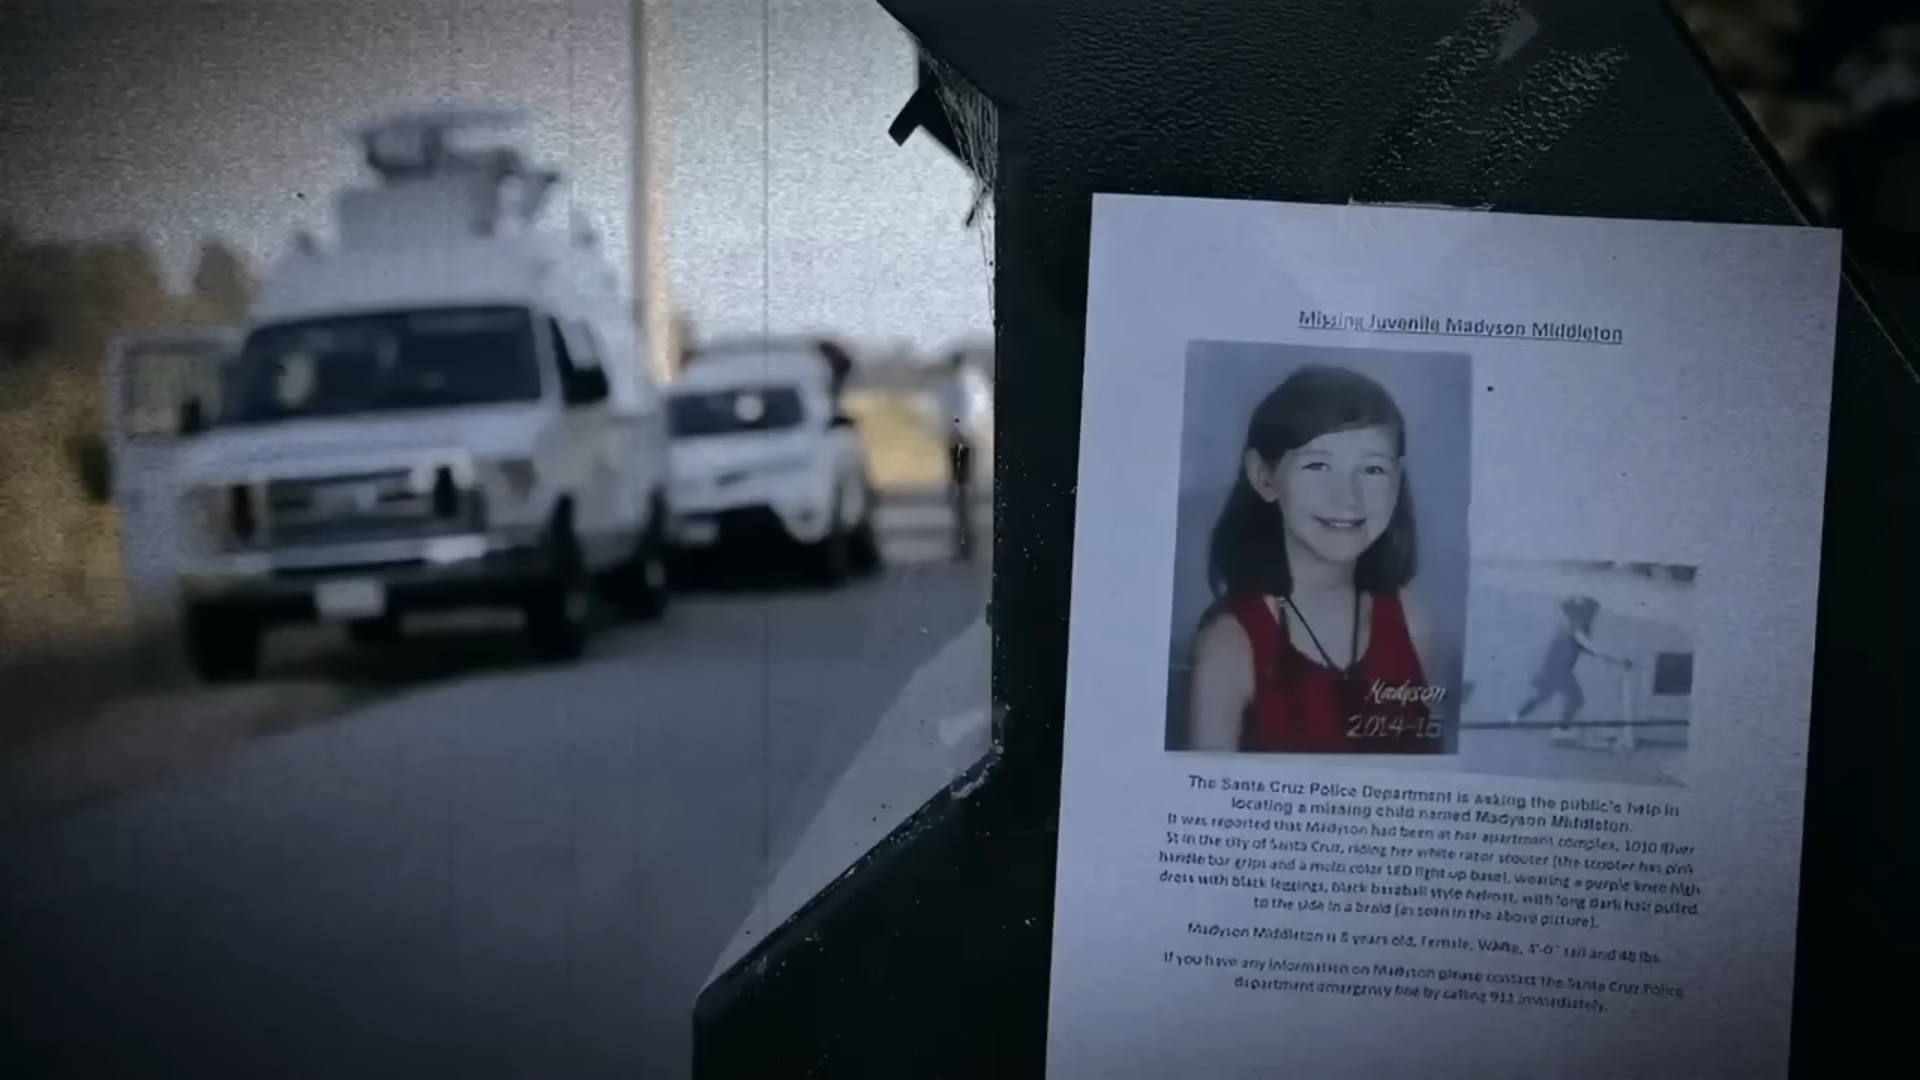 Missing Juvenile Madyson Middleton
Madyson
2014-15
The Santa Cruz Police Department is asking the public's help in
locating a missing child named Madyson Middleton.
It was reported that Madyson had been at her apartment complex, 1010 River
St in the city of Santa Cruz, riding her white razor scooter (the scooter has pink
handle bar grips and a multi color LED light up base), wearing a purple knee high
dress with black leggings, black baseball style helmet, with long dark hair pulled
to the side in a braid (as seen in the above picture).
Madyson Middleton is 8 years old, Female, White, 4'-0" tall and 48 lbs.
If you have any information on Madyson please contact the Santa Cruz Police
department emergency line by calling 911 immediately.